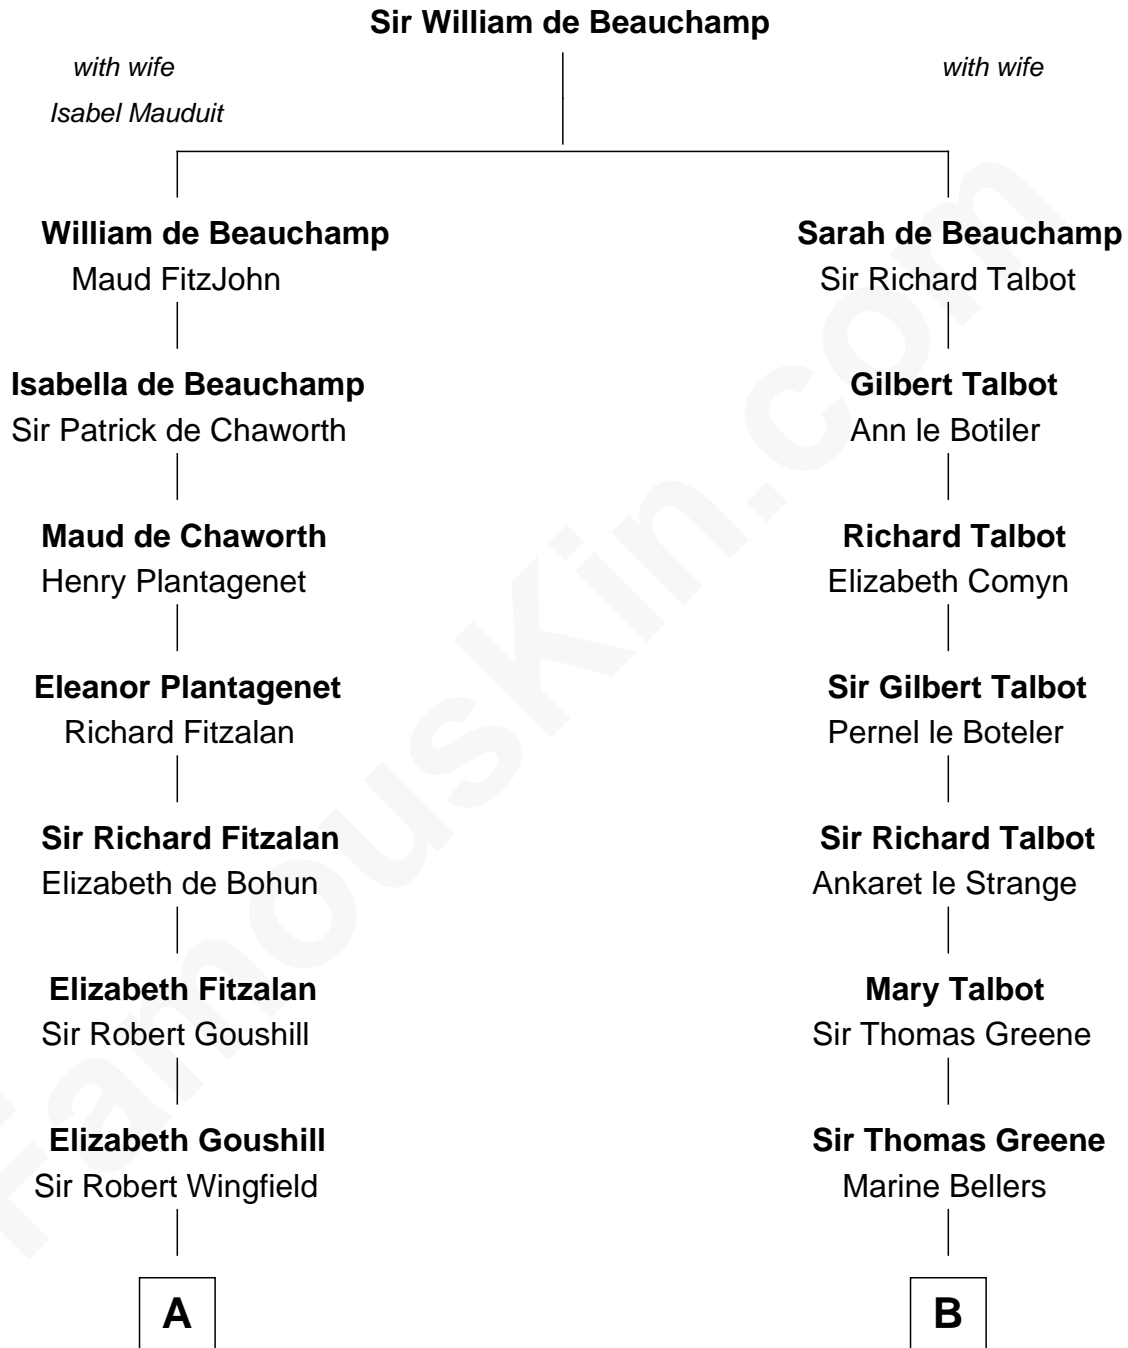 Sir William de Beauchamp
with wife
with wife
Isabel Mauduit
William de Beauchamp
Sarah de Beauchamp
Maud FitzJohn
Sir Richard Talbot
Isabella de Beauchamp
Gilbert Talbot
Sir Patrick de Chaworth
Ann le Botiler
Maud de Chaworth
Richard Talbot
Henry Plantagenet
Elizabeth Comyn
Eleanor Plantagenet
Sir Gilbert Talbot
Richard Fitzalan
Pernel le Boteler
Sir Richard Fitzalan
Sir Richard Talbot
Elizabeth de Bohun
Ankaret le Strange
Elizabeth Fitzalan
Mary Talbot
Sir Robert Goushill
Sir Thomas Greene
Elizabeth Goushill
Sir Thomas Greene
Sir Robert Wingfield
Marine Bellers
A
B
FamousKin.com